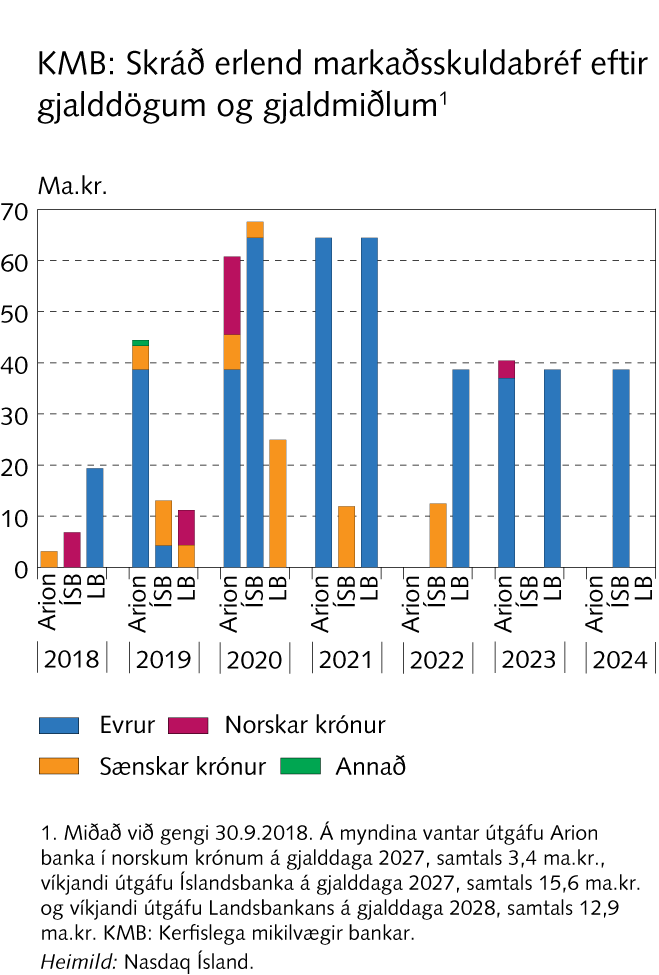 KMB: Skráð erlend markaðsskuldabréf eftir
gjalddögum og gjaldmiðlum¹
Ma.kr.
70
60
50
40
30
20
10
0
Arion ÍSB LB Arion ÍSB LB Arion ÍSB LB Arion ÍSB LB Arion ÍSB LB Arion ÍSB LB Arion ÍSB LB
2018 2019 2020 2021 2022 2023 2024
Evrur Norskar krónur
Sænskar krónur Annað
1. Miðað við gengi 30.9.2018. Á myndina vantar útgáfu Arion
banka í norskum krónum á gjalddaga 2027, samtals 3,4 ma.kr.,
víkjandi útgáfu Íslandsbanka á gjalddaga 2027, samtals 15,6 ma.kr.
og víkjandi útgáfu Landsbankans á gjalddaga 2028, samtals 12,9
ma.kr. KMB: Kerfislega mikilvægir bankar.
Heimild: Nasdaq Ísland.